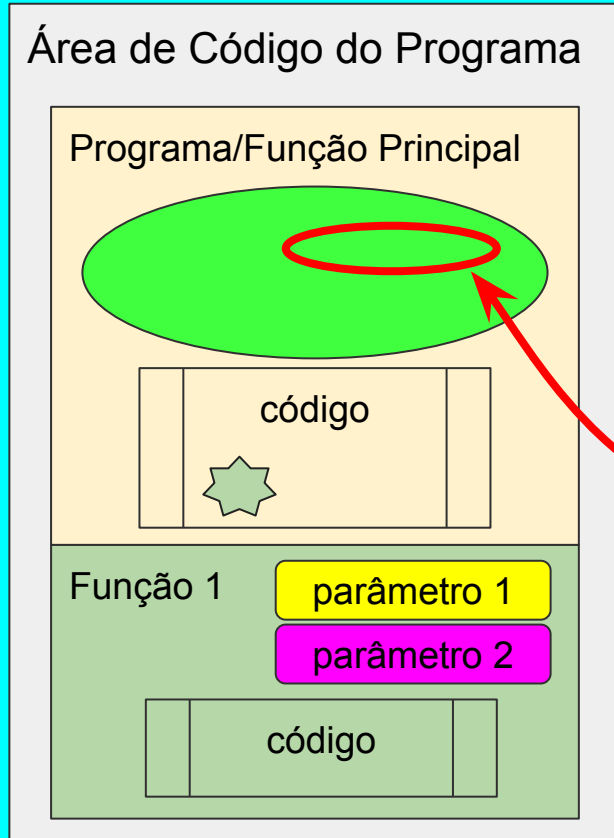 Área de Código do Programa
Programa/Função Principal
código
Função 1
parâmetro 1
parâmetro 2
código